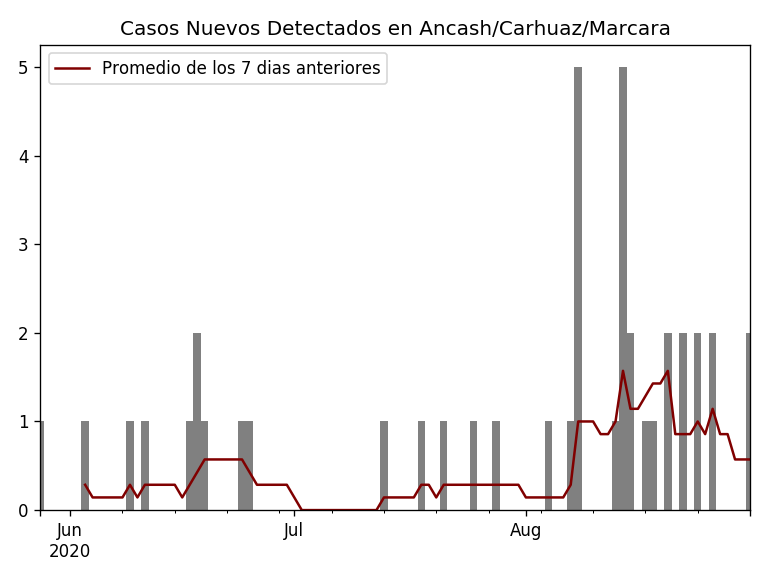 Casos Nuevos Detectados en Ancash/Carhuaz/Marcara
Promedio de los 7 dias anteriores
5
4
3
2
1
0
Jun
2020
Jul
Aug